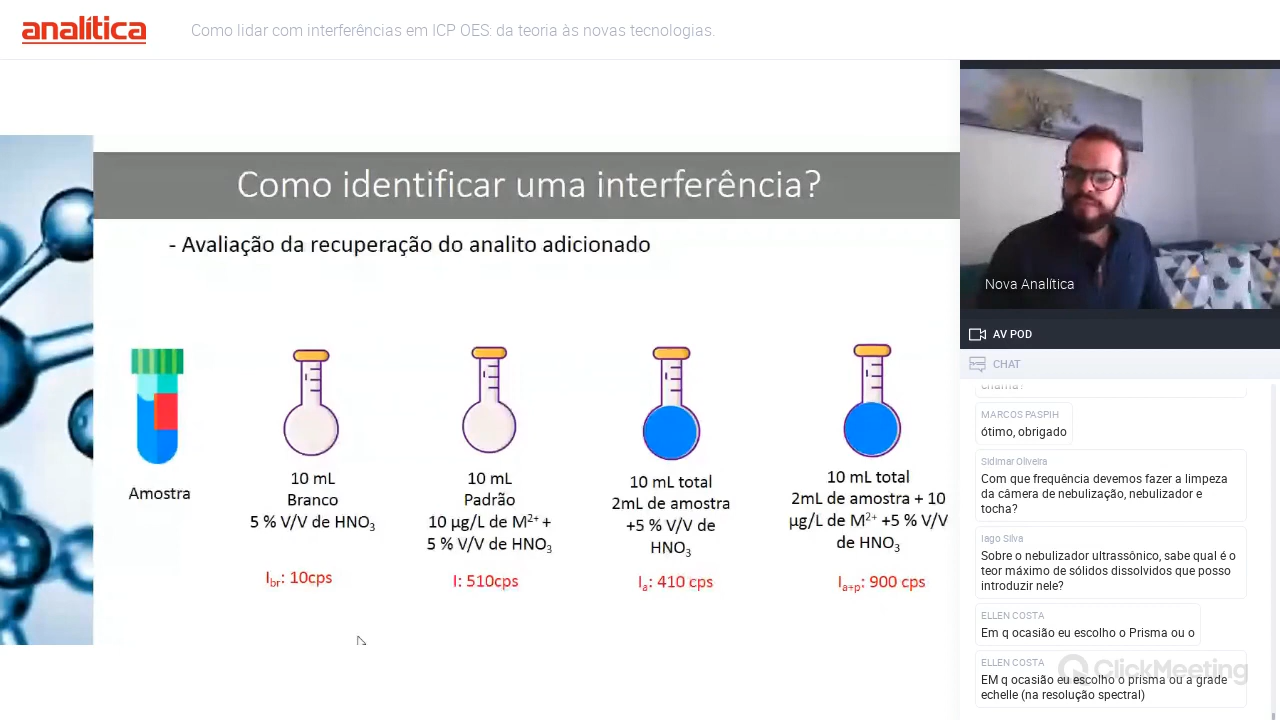 analítica
Como lidar com interferências em ICP OES: da teoria às novas tecnologias.
Como identificar uma interferência?
- Avaliação da recuperação do analito adicionado
Amostra
10 mL
Branco
5 % V/V de HNO3
Ibr: 10cps
10 mL
Padrão
10 µg/L de M2+ +
5 % V/V de HNO3
I: 510cps
10 mL total
2mL de amostra
+5 % V/V de
HNO3
Ia: 410 cps
10 mL total
2mL de amostra + 10
µg/L de M2+ +5 % V/V
de HNO3
Ia+p: 900 cps
Nova Analítica
AV POD
CHAT
chama?
MARCOS PASPIH
ótimo, obrigado
Sidimar Oliveira
Com que frequência devemos fazer a limpeza
da câmera de nebulização, nebulizador e
tocha?
Iago Silva
Sobre o nebulizador ultrassônico, sabe qual é o
teor máximo de sólidos dissolvidos que posso
introduzir nele?
ELLEN COSTA
Em q ocasião eu escolho o Prisma ou o
ELLEN COSTA
EM q ocasião eu escolho o prisma ou a grade
echelle (na resolução spectral)
ClickMeeting